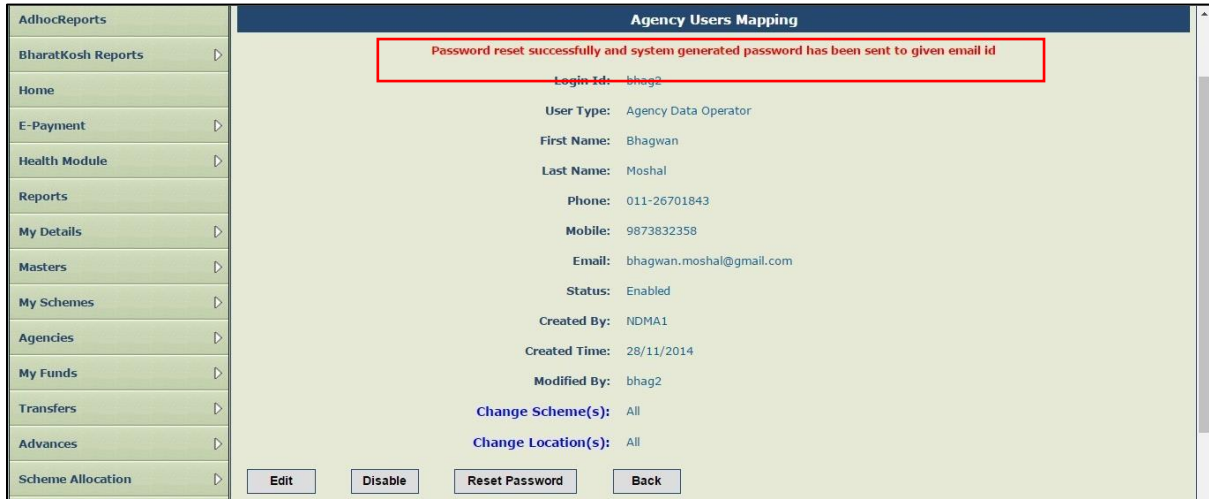 AdhocReports
BharatKosh Reports
Home
E-Payment
Health Module
Reports
My Details
Masters
My Schemes
Agencies
My Funds
Transfers
Advances
Scheme Allocation
Agency Users Mapping
Password reset successfully and system generated password has been sent to given email id
Login Id: bhag2
User Type: Agency Data Operator
First Name: Bhagwan
Last Name: Moshal
Phone: 011-26701843
Mobile: 9873832358
Email: bhagwan.moshal@gmail.com
Status: Enabled
Created By: NDMA1
Created Time: 28/11/2014
Modified By: bhag2
Change Scheme(s): All
Change Location(s): All
Edit Disable Reset Password Back